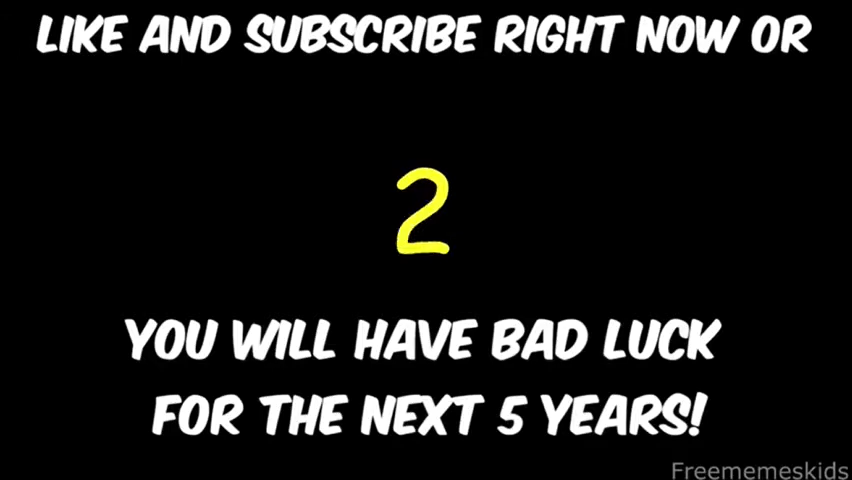 LIKE AND SUBSCRIBE RIGHT NOW OR
2
YOU WILL HAVE BAD LUCK
FOR THE NEXT 5 YEARS!
Freememeskids